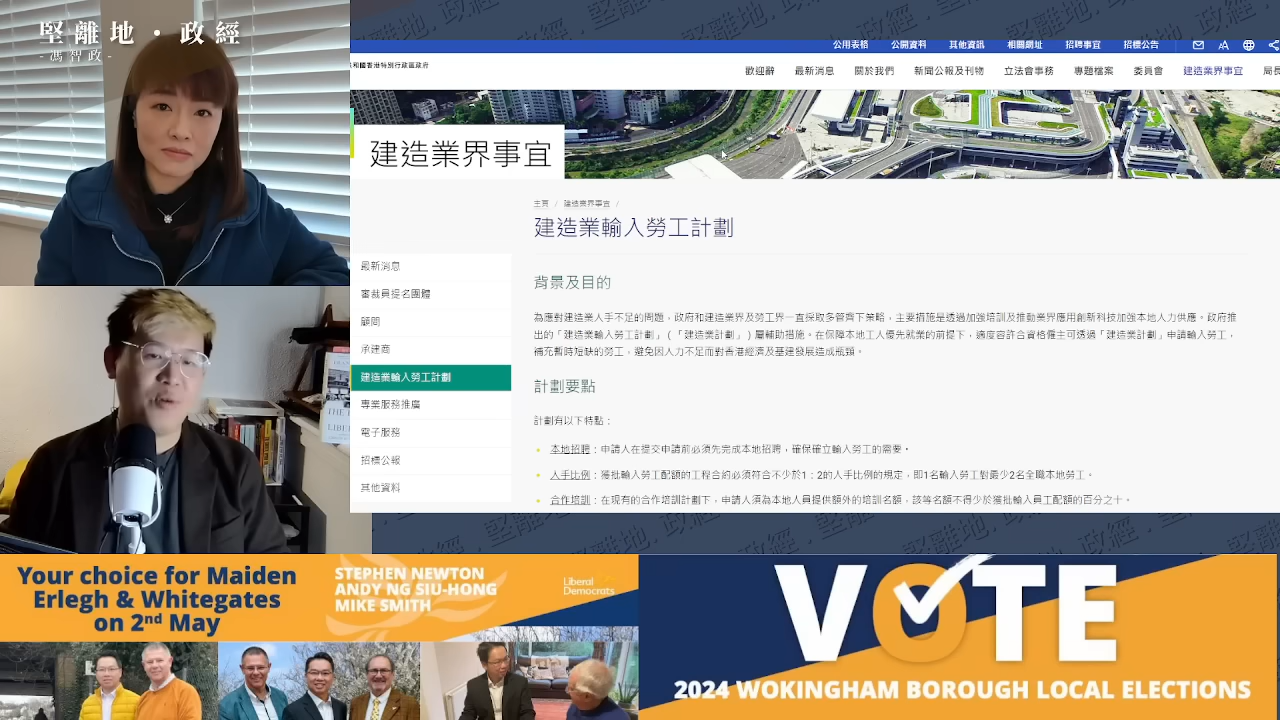 堅離地・政經
- 馮智政 -
公用表格 公開資料 其他資訊 相關網址 招聘事宜 招標公告
和國香港特別行政區政府
歡迎辭 最新消息 關於我們 新聞公報及刊物 立法會事務 專題檔案 委員會 建造業界事宜 局長
建造業界事宜
主頁 / 建造業界事宜 /
建造業輸入勞工計劃
最新消息
審裁員提名團體
顧問
承建商
建造業輸入勞工計劃
專業服務推廣
電子服務
招標公報
其他資料
背景及目的
為應對建造業人手不足的問題，政府和建造業界及勞工界一直採取多管齊下策略，主要措施是透過加強培訓及推動業界應用創新科技加強本地人力供應。政府推
出的「建造業輸入勞工計劃」（「建造業計劃」）屬輔助措施。在保障本地工人優先就業的前提下，適度容許合資格僱主可透過「建造業計劃」申請輸入勞工，
補充暫時短缺的勞工，避免因人力不足而對香港經濟及基建發展造成瓶頸。
計劃要點
計劃有以下特點：
本地招聘：申請人在提交申請前必須先完成本地招聘，確保確立輸入勞工的需要。
人手比例：獲批輸入勞工配額的工程合約必須符合不少於1：2的人手比例的規定，即1名輸入勞工對最少2名全職本地勞工。
合作培訓：在現有的合作培訓計劃下，申請人須為本地人員提供額外的培訓名額，該等名額不得少於獲批輸入員工配額的百分之十。
Your choice for Maiden
Erlegh & Whitegates
on 2nd May
STEPHEN NEWTON
ANDY NG SIU-HONG
MIKE SMITH
Liberal
Democrats
VOTE
2024 WOKINGHAM BOROUGH LOCAL ELECTIONS